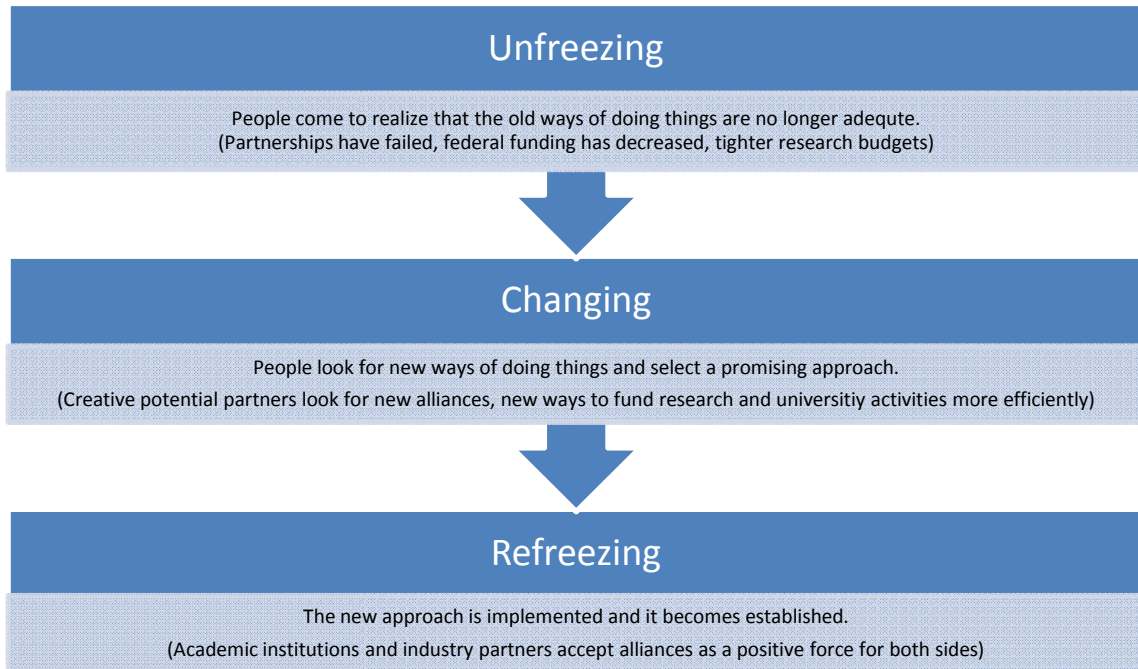 Unfreezing
People come to realize that the old ways of doing things are no longer adequte.
(Partnerships have failed, federal funding has decreased, tighter research budgets)
Changing
People look for new ways of doing things and select a promising approach.
(Creative potential partners look for new alliances, new ways to fund research and universitiy activities more efficiently)
Refreezing
The new approach is implemented and it becomes established.
(Academic institutions and industry partners accept alliances as a positive force for both sides)